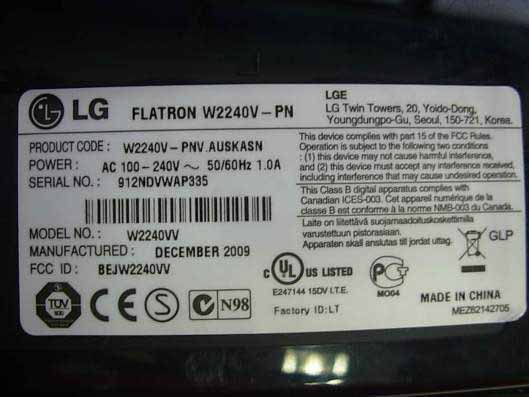 LG FLATRON W2240V-PN
LGE
LG Twin Towers, 20, Yoido-Dong,
Youngdungpo-Gu, Seoul, 150-721, Korea.
PRODUCT CODE : W2240V-PNV.AUSKASN
POWER : AC 100-240V ~ 50/60Hz 1.0A
SERIAL NO. : 912NDVWAP335
This device complies with part 15 of the FCC Rules.
Operation is subject to the following two conditions
: (1) this device may not cause harmful interference,
and (2) this device must accept any interference received,
including interference that may cause undesired operation.
This Class B digital apparatus complies with
Canadian ICES-003. Cet appareil numérique de la
classe B est conforme à la norme NMB-003 du Canada.
Laite on liitettävä suojamaadoituskoskettimilla
varustettuun pistorasiaan.
Apparaten skall anslutas till jordat uttag.
GLP
MODEL NO. : W2240VV
MANUFACTURED : DECEMBER 2009
FCC ID : BEJW2240VV
TÜV
CE
S
N98
C UL US LISTED
E247144 15DV I.T.E.
Factory ID:LT
MO04
MADE IN CHINA
MEZ62142705